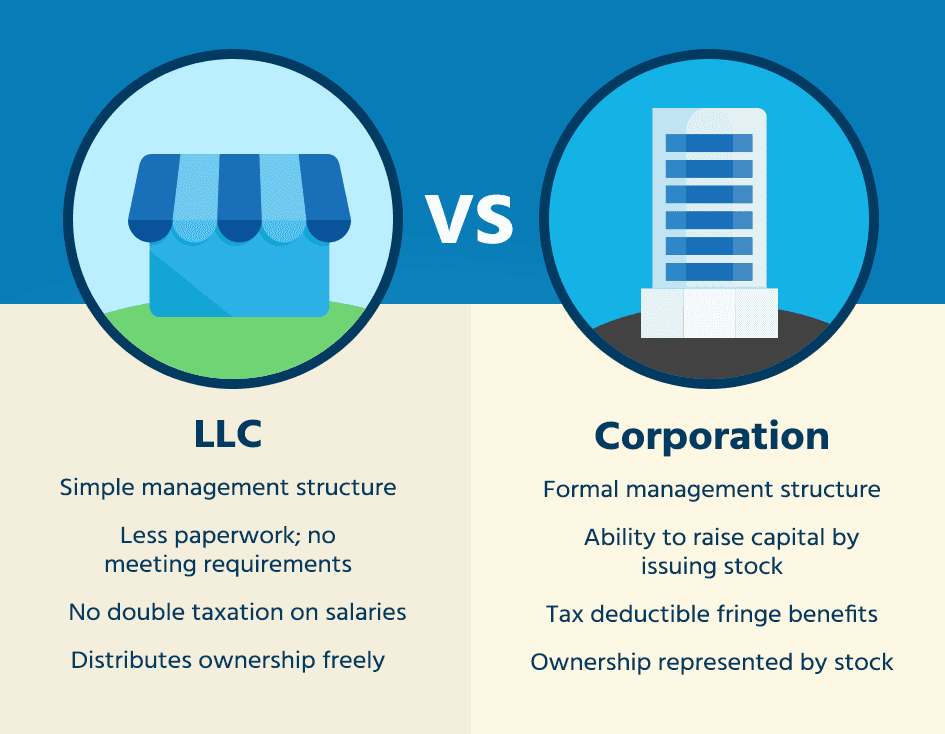 VS
LLC
Simple management structure
Less paperwork; no
meeting requirements
No double taxation on salaries
Distributes ownership freely
Corporation
Formal management structure
Ability to raise capital by
issuing stock
Tax deductible fringe benefits
Ownership represented by stock